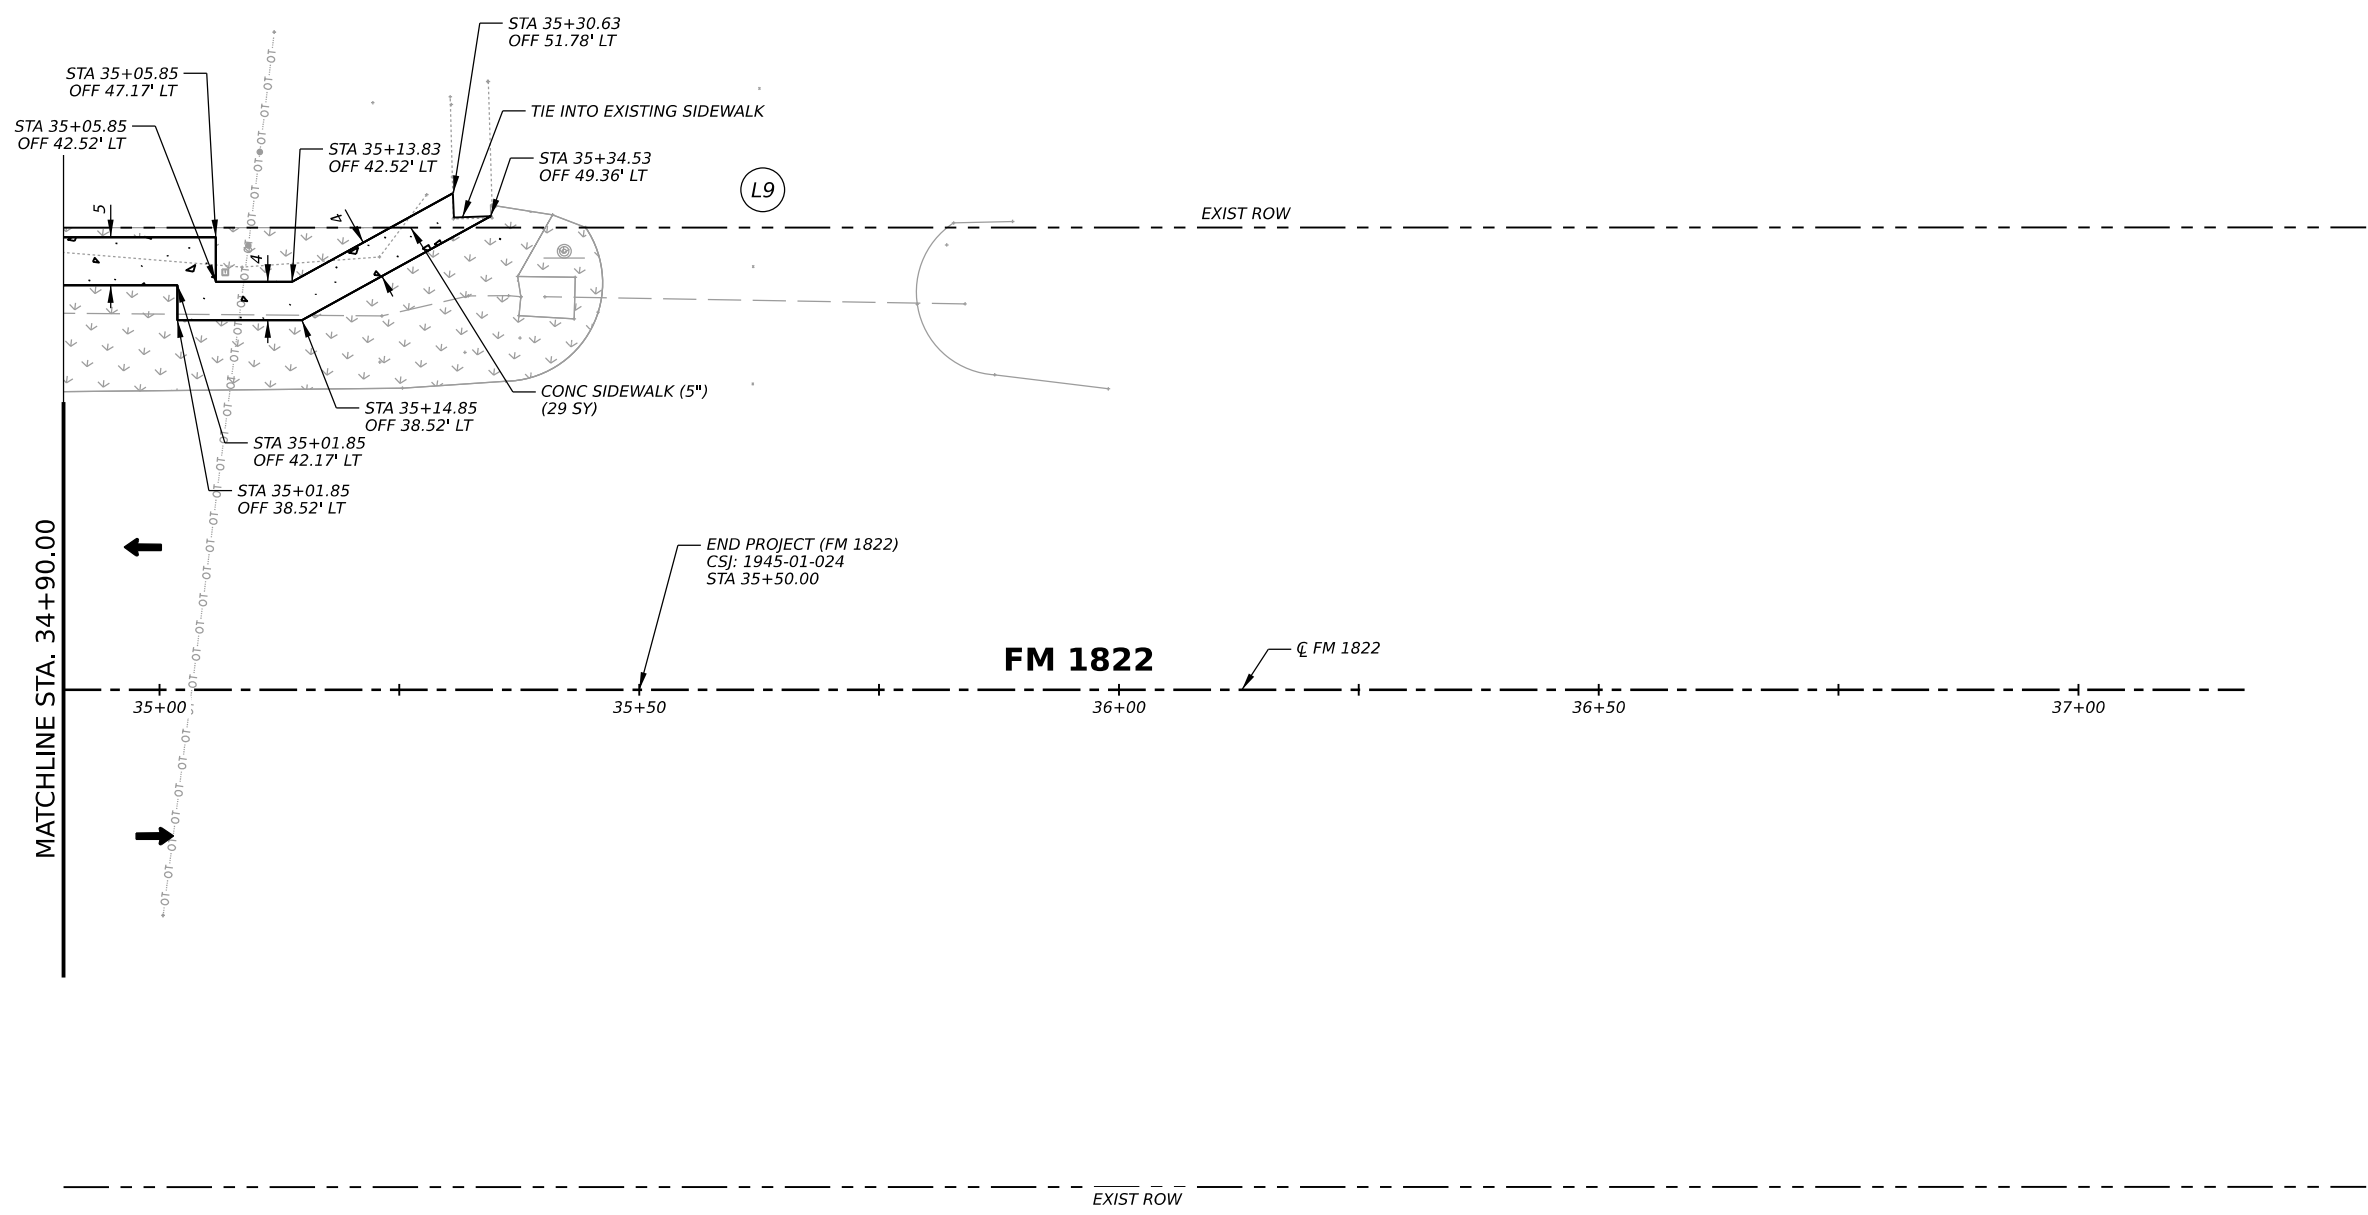 STA 35+30.63
OFF 51.78' LT
STA 35+05.85
OFF 47.17' LT
TIE INTO EXISTING SIDEWALK
STA 35+05.85
OFF 42.52' LT
STA 35+13.83
OFF 42.52' LT
STA 35+34.53
OFF 49.36' LT
L9
5
4
4
EXIST ROW
CONC SIDEWALK (5")
(29 SY)
STA 35+14.85
OFF 38.52' LT
STA 35+01.85
OFF 42.17' LT
STA 35+01.85
OFF 38.52' LT
MATCHLINE STA. 34+90.00
END PROJECT (FM 1822)
CSJ: 1945-01-024
STA 35+50.00
FM 1822
℄ FM 1822
35+00
35+50
36+00
36+50
37+00
EXIST ROW